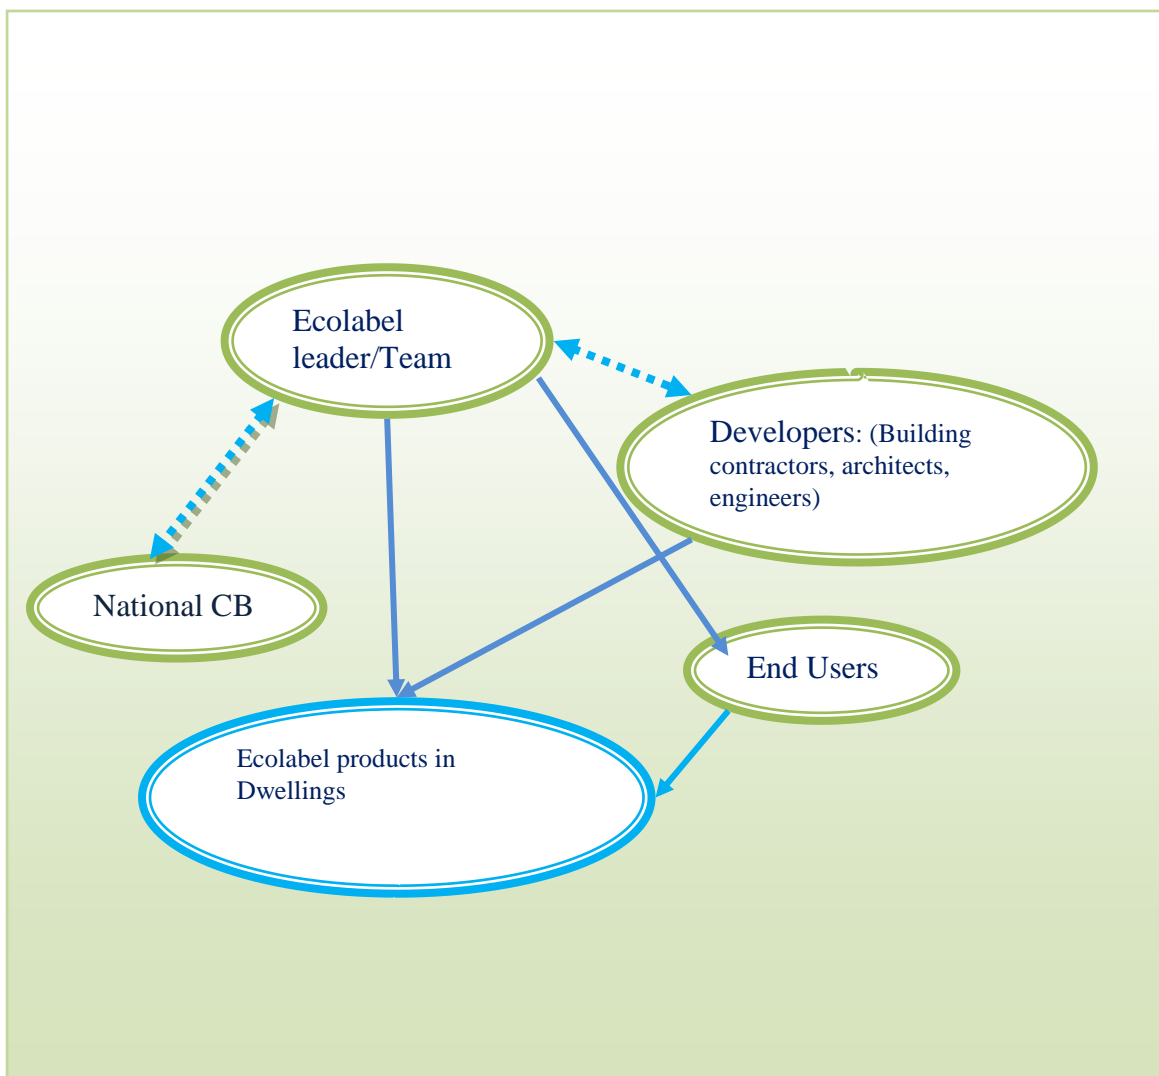 Ecolabel
leader/Team
Developers: (Building
contractors, architects,
engineers)
National CB
End Users
Ecolabel products in
Dwellings